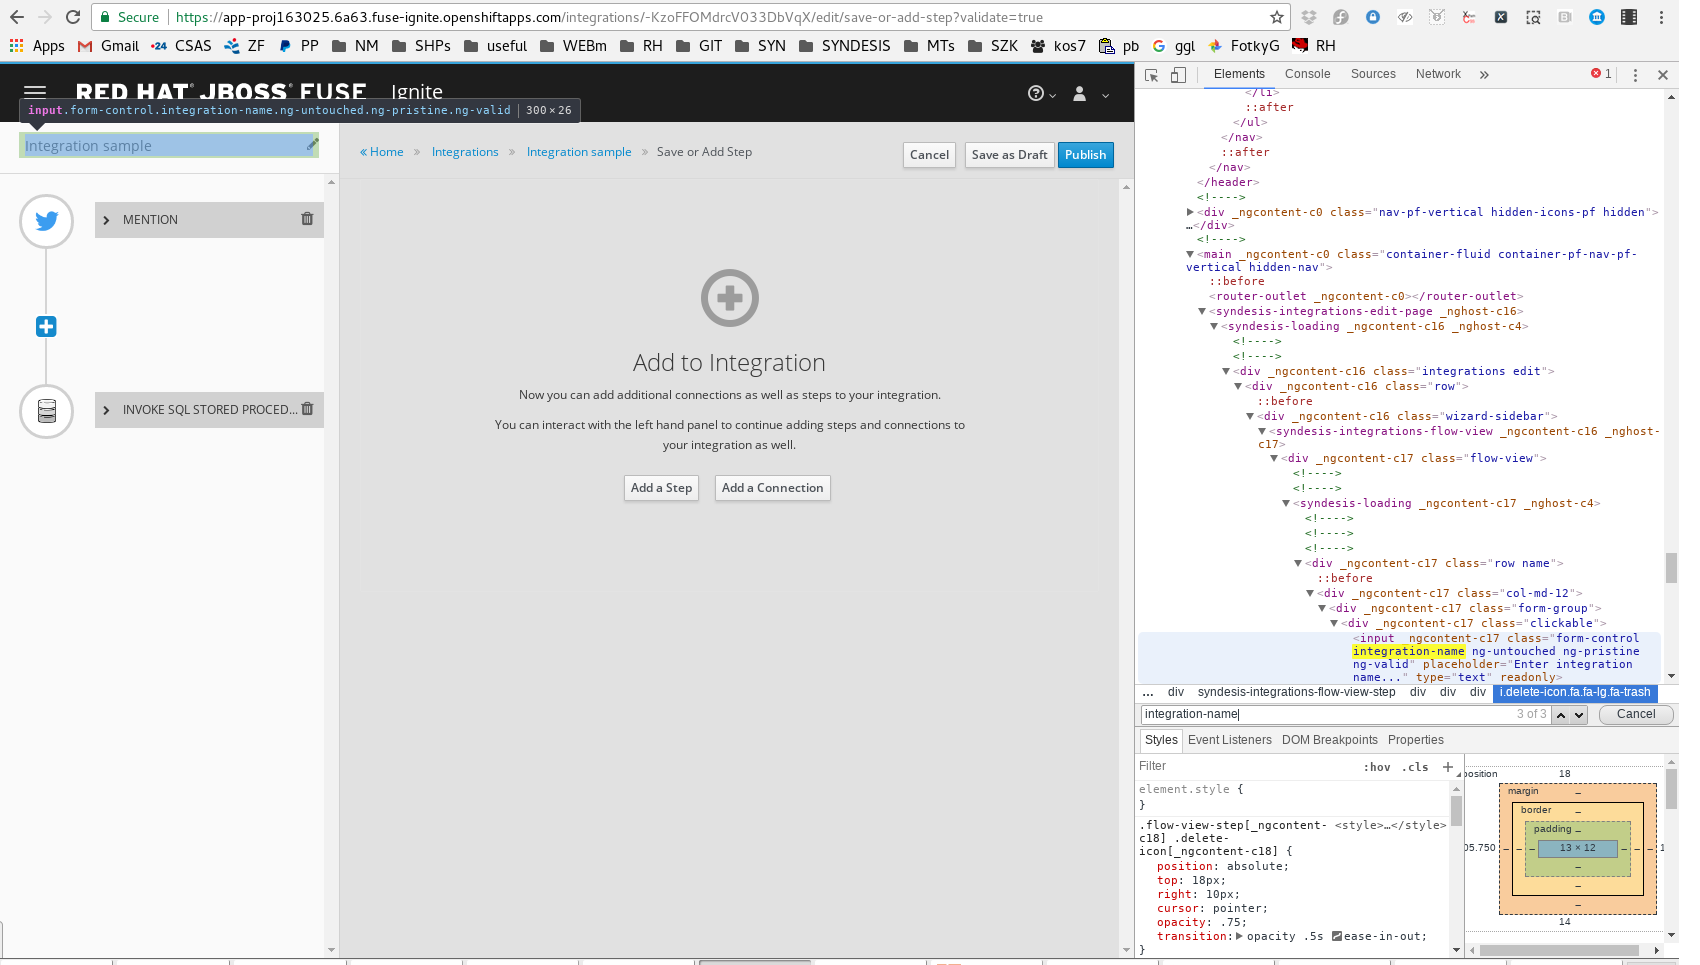 Secure https://app-proj163025.6a63.fuse-ignite.openshiftapps.com/integrations/-KzoFFOMdrcV033DbVqX/edit/save-or-add-step?validate=true
Apps Gmail CSAS ZF PP NM SHPs useful WEBm RH GIT SYN SYNDESIS MTs SZK kos7 pb ggl FotkyG RH
RED HAT JBOSS FUSE Ignite
input.form-control.integration-name.ng-untouched.ng-pristine.ng-valid 300×26
Integration sample
« Home » Integrations » Integration sample » Save or Add Step
Cancel Save as Draft Publish
MENTION
INVOKE SQL STORED PROCED...
Add to Integration
Now you can add additional connections as well as steps to your integration.
You can interact with the left hand panel to continue adding steps and connections to
your integration as well.
Add a Step Add a Connection
Elements Console Sources Network » 1
</li>
::after
</ul>
</nav>
::after
</nav>
</header>
<!---->
<div _ngcontent-c0 class="nav-pf-vertical hidden-icons-pf hidden">
…</div>
<!---->
<main _ngcontent-c0 class="container-fluid container-pf-nav-pf-
vertical hidden-nav">
::before
<router-outlet _ngcontent-c0></router-outlet>
<syndesis-integrations-edit-page _nghost-c16>
<syndesis-loading _ngcontent-c16 _nghost-c4>
<!---->
<!---->
<div _ngcontent-c16 class="integrations edit">
<div _ngcontent-c16 class="row">
::before
<div _ngcontent-c16 class="wizard-sidebar">
<syndesis-integrations-flow-view _ngcontent-c16 _nghost-
c17>
<div _ngcontent-c17 class="flow-view">
<!---->
<!---->
<syndesis-loading _ngcontent-c17 _nghost-c4>
<!---->
<!---->
<!---->
<div _ngcontent-c17 class="row name">
::before
<div _ngcontent-c17 class="col-md-12">
<div _ngcontent-c17 class="form-group">
<div _ngcontent-c17 class="clickable">
<input _ngcontent-c17 class="form-control
integration-name ng-untouched ng-pristine
ng-valid" placeholder="Enter integration
name..." type="text" readonly>
... div syndesis-integrations-flow-view-step div div div i.delete-icon.fa.fa-lg.fa-trash
integration-name 3 of 3 Cancel
Styles Event Listeners DOM Breakpoints Properties
Filter :hov .cls +
element.style {
}
.flow-view-step[_ngcontent- <style>…</style>
c18] .delete-
icon[_ngcontent-c18] {
position: absolute;
top: 18px;
right: 10px;
cursor: pointer;
opacity: .75;
transition: opacity .5s ease-in-out;
}
osition 18
margin –
border –
padding –
05.750 – – – 13 × 12 – – – 1
–
–
–
14